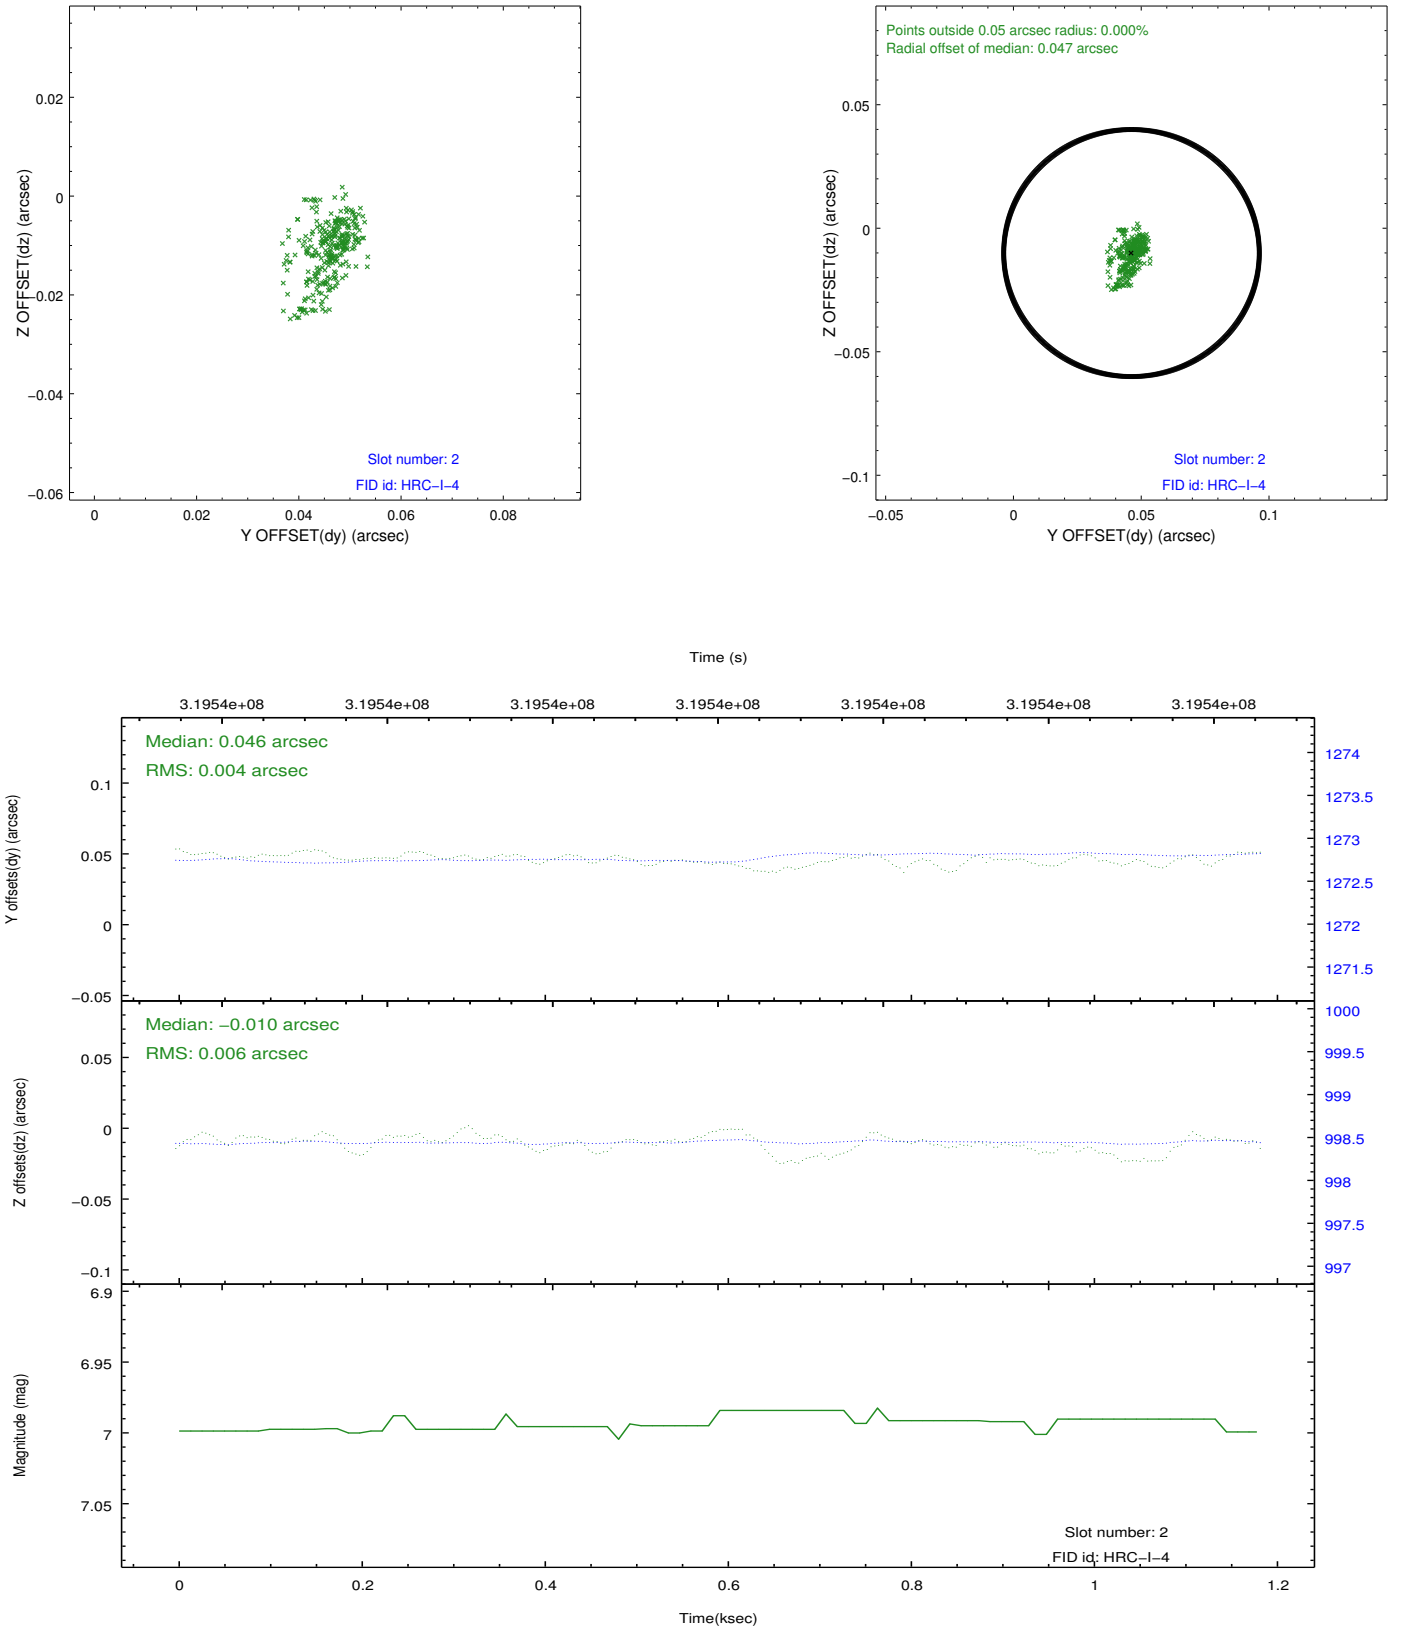 0.02
0
−0.02
−0.04
−0.06
Z OFFSET(dz) (arcsec)
Slot number: 2
FID id: HRC−I−4
0 0.02 0.04 0.06 0.08
Y OFFSET(dy) (arcsec)
Points outside 0.05 arcsec radius: 0.000%
Radial offset of median: 0.047 arcsec
0.05
0
−0.05
−0.1
Z OFFSET(dz) (arcsec)
Slot number: 2
FID id: HRC−I−4
−0.05 0 0.05 0.1
Y OFFSET(dy) (arcsec)
Time (s)
3.1954e+08 3.1954e+08 3.1954e+08 3.1954e+08 3.1954e+08 3.1954e+08 3.1954e+08
Median: 0.046 arcsec
RMS: 0.004 arcsec
0.1
0.05
0
−0.05
Y offsets(dy) (arcsec)
1274
1273.5
1273
1272.5
1272
1271.5
Median: −0.010 arcsec
RMS: 0.006 arcsec
0.05
0
−0.05
−0.1
Z offsets(dz) (arcsec)
1000
999.5
999
998.5
998
997.5
997
6.9
6.95
7
7.05
Magnitude (mag)
Slot number: 2
FID id: HRC−I−4
0 0.2 0.4 0.6 0.8 1 1.2
Time(ksec)